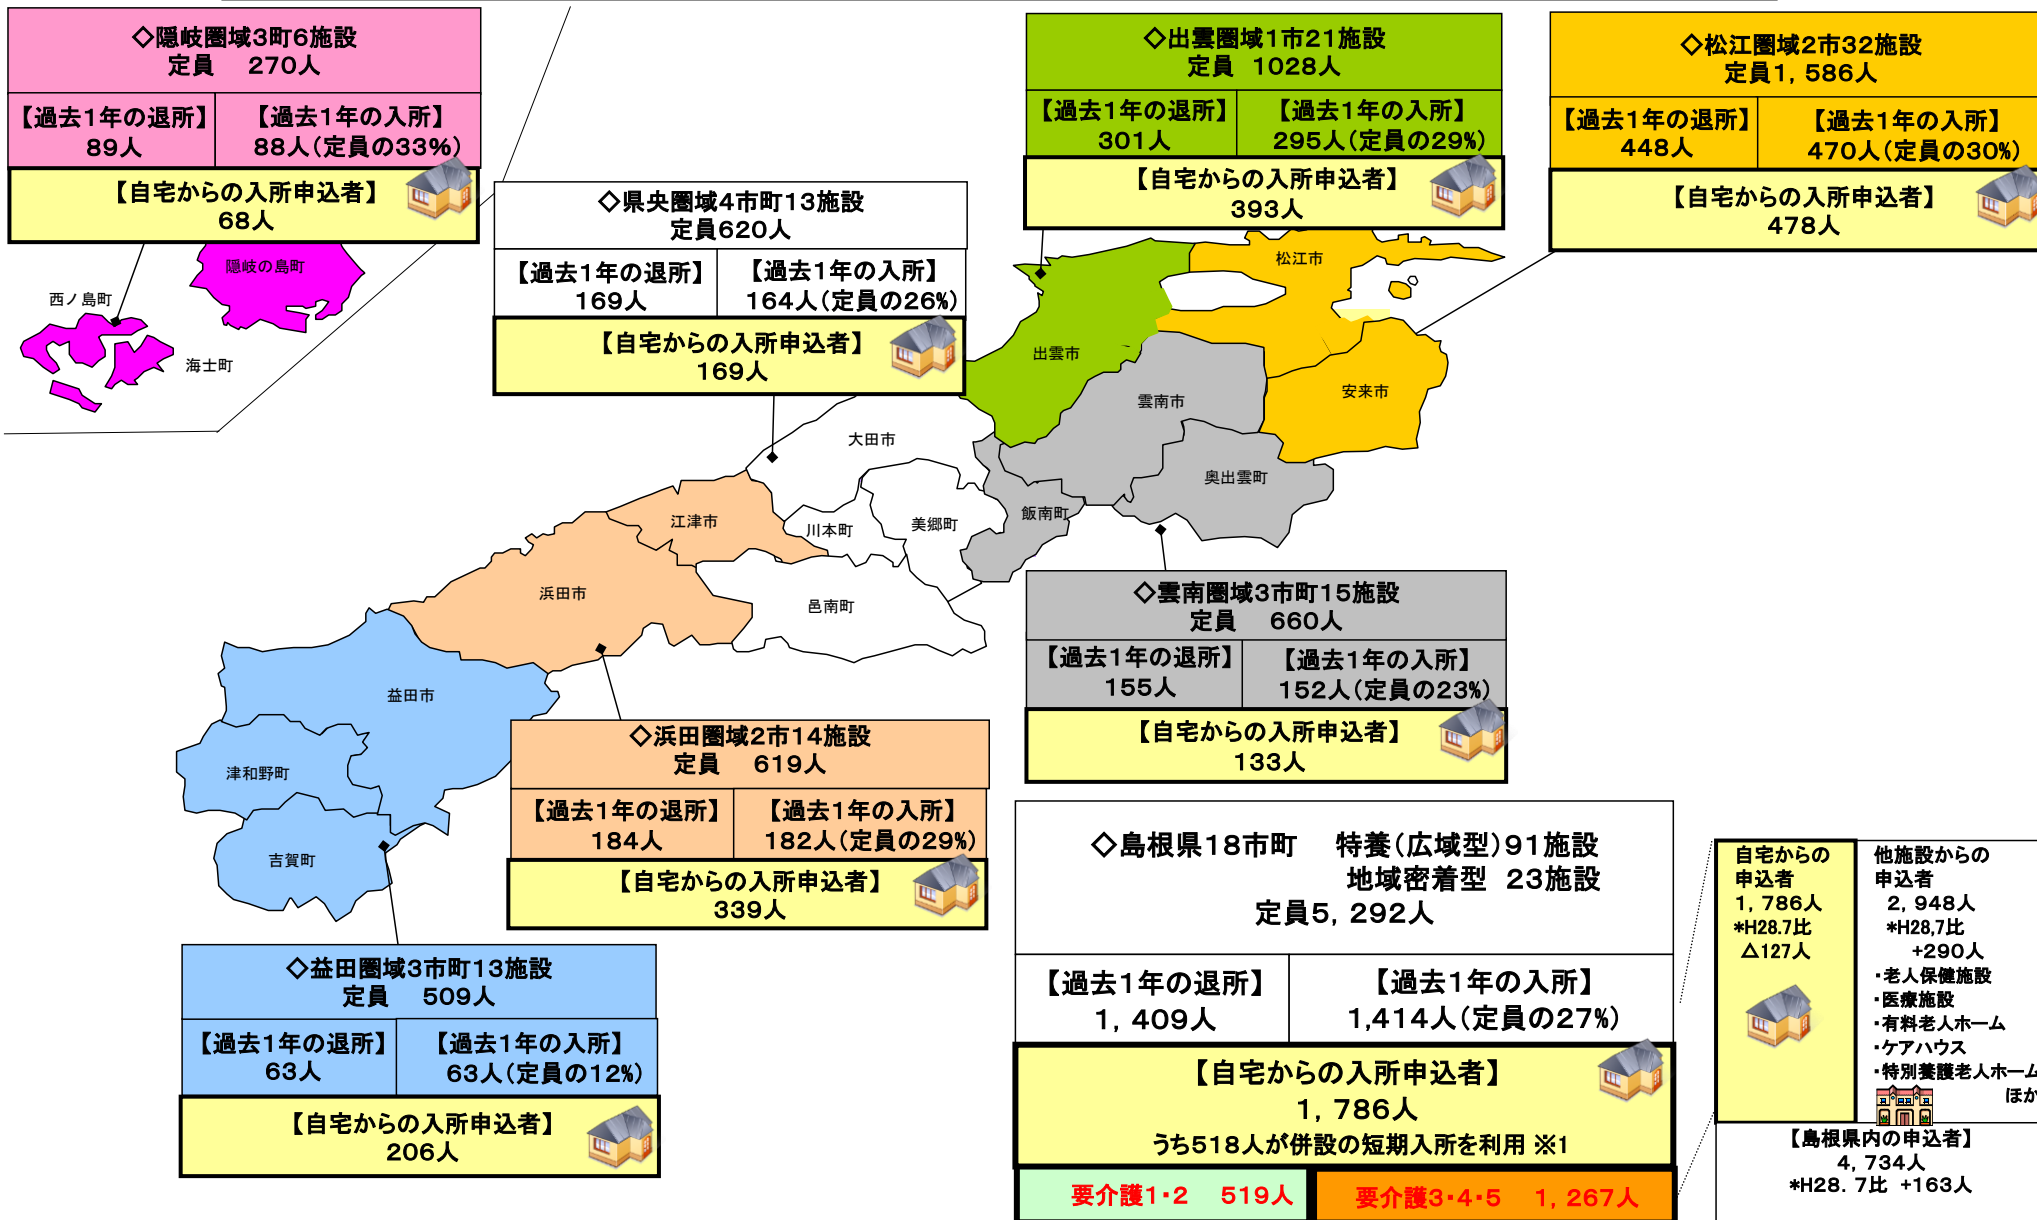 ◇隠岐圏域3町6施設
定員 270人
【過去1年の退所】
89人
【過去1年の入所】
88人(定員の33%)
【自宅からの入所申込者】
68人
◇出雲圏域1市21施設
定員 1028人
【過去1年の退所】
301人
【過去1年の入所】
295人(定員の29%)
【自宅からの入所申込者】
393人
◇松江圏域2市32施設
定員1,586人
【過去1年の退所】
448人
【過去1年の入所】
470人(定員の30%)
【自宅からの入所申込者】
478人
◇県央圏域4市町13施設
定員620人
【過去1年の退所】
169人
【過去1年の入所】
164人(定員の26%)
【自宅からの入所申込者】
169人
隠岐の島町
西ノ島町
海士町
松江市
出雲市
安来市
雲南市
大田市
奥出雲町
飯南町
江津市
川本町
美郷町
浜田市
邑南町
益田市
津和野町
吉賀町
◇雲南圏域3市町15施設
定員 660人
【過去1年の退所】
155人
【過去1年の入所】
152人(定員の23%)
【自宅からの入所申込者】
133人
◇浜田圏域2市14施設
定員 619人
【過去1年の退所】
184人
【過去1年の入所】
182人(定員の29%)
【自宅からの入所申込者】
339人
◇益田圏域3市町13施設
定員 509人
【過去1年の退所】
63人
【過去1年の入所】
63人(定員の12%)
【自宅からの入所申込者】
206人
◇島根県18市町 特養(広域型)91施設
地域密着型 23施設
定員5,292人
【過去1年の退所】
1,409人
【過去1年の入所】
1,414人(定員の27%)
【自宅からの入所申込者】
1,786人
うち518人が併設の短期入所を利用 ※1
要介護1・2 519人
要介護3・4・5 1,267人
自宅からの
申込者
1,786人
*H28.7比
△127人
他施設からの
申込者
2,948人
*H28,7比
+290人
・老人保健施設
・医療施設
・有料老人ホーム
・ケアハウス
・特別養護老人ホーム
ほか
【島根県内の申込者】
4,734人
*H28.7比 +163人